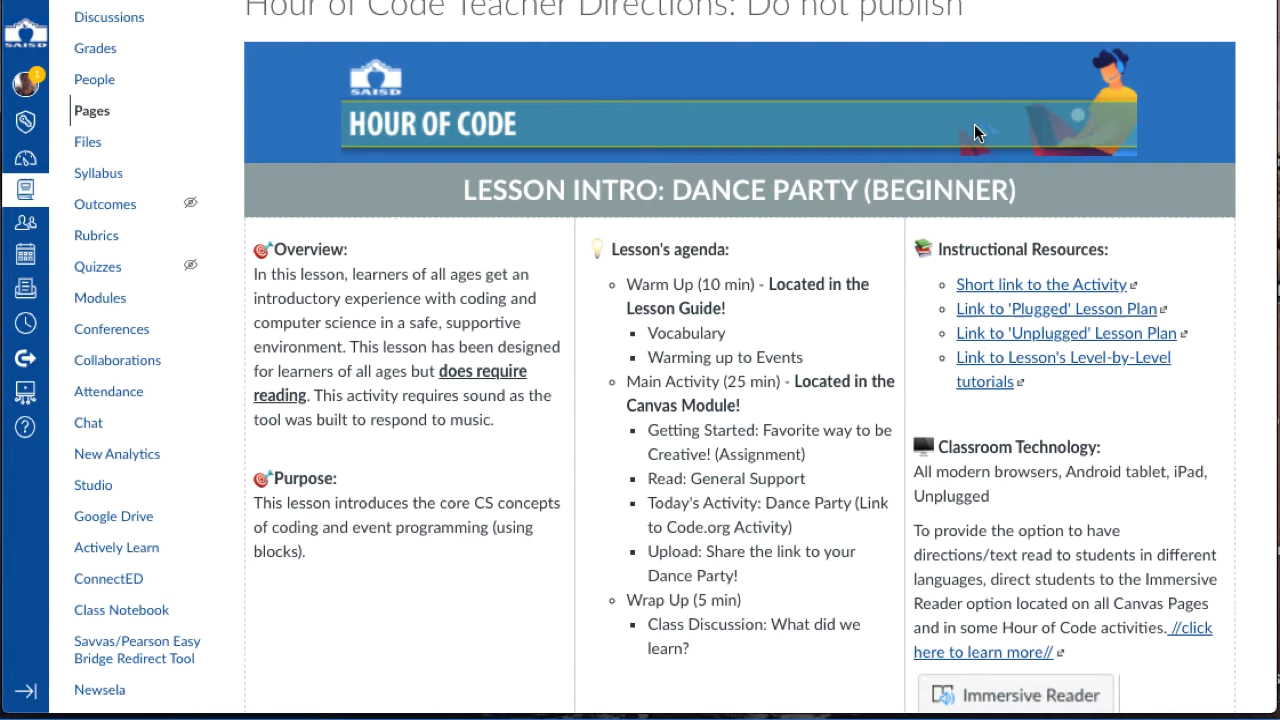 Hour of Code Teacher Directions: Do not publish
SAISD
1
Discussions
Grades
People
Pages
Files
Syllabus
Outcomes
Rubrics
Quizzes
Modules
Conferences
Collaborations
Attendance
Chat
New Analytics
Studio
Google Drive
Actively Learn
ConnectED
Class Notebook
Savvas/Pearson Easy
Bridge Redirect Tool
Newsela
SAISD
HOUR OF CODE
LESSON INTRO: DANCE PARTY (BEGINNER)
Overview:
In this lesson, learners of all ages get an
introductory experience with coding and
computer science in a safe, supportive
environment. This lesson has been designed
for learners of all ages but does require
reading. This activity requires sound as the
tool was built to respond to music.
Purpose:
This lesson introduces the core CS concepts
of coding and event programming (using
blocks).
Lesson's agenda:
Warm Up (10 min) - Located in the
Lesson Guide!
Vocabulary
Warming up to Events
Main Activity (25 min) - Located in the
Canvas Module!
Getting Started: Favorite way to be
Creative! (Assignment)
Read: General Support
Today's Activity: Dance Party (Link
to Code.org Activity)
Upload: Share the link to your
Dance Party!
Wrap Up (5 min)
Class Discussion: What did we
learn?
Instructional Resources:
Short link to the Activity
Link to 'Plugged' Lesson Plan
Link to 'Unplugged' Lesson Plan
Link to Lesson's Level-by-Level
tutorials
Classroom Technology:
All modern browsers, Android tablet, iPad,
Unplugged
To provide the option to have
directions/text read to students in different
languages, direct students to the Immersive
Reader option located on all Canvas Pages
and in some Hour of Code activities. //click
here to learn more//
Immersive Reader